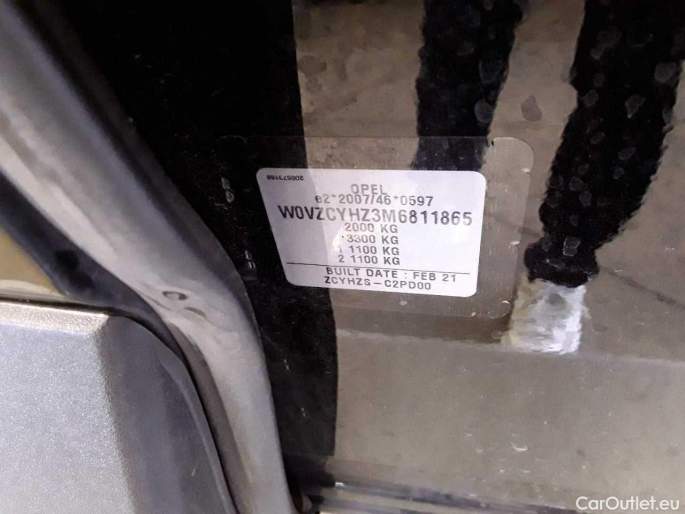 200573188
OPEL
e2*2007/46*0597
W0VZCYHZ3M6811865
2000 KG
3300 KG
1 1100 KG
2 1100 KG
BUILT DATE : FEB 21
ZCYHZS - C2PD00
CarOutlet.eu